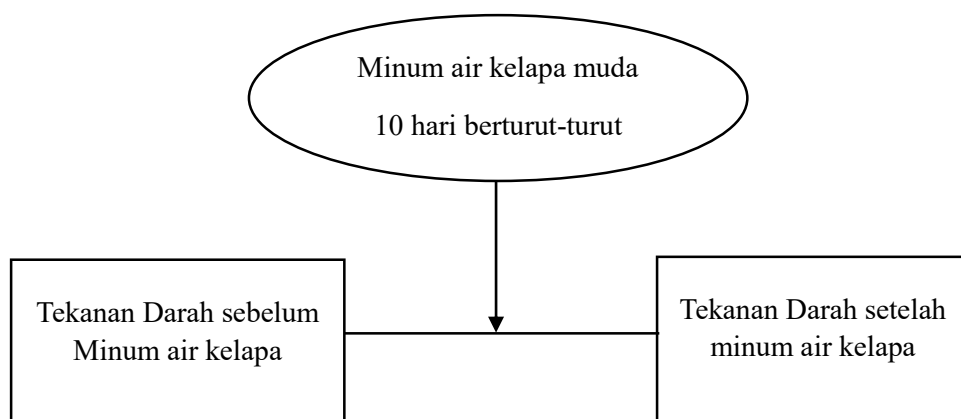 Minum air kelapa muda
10 hari berturut-turut
Tekanan Darah sebelum
Minum air kelapa
Tekanan Darah setelah
minum air kelapa